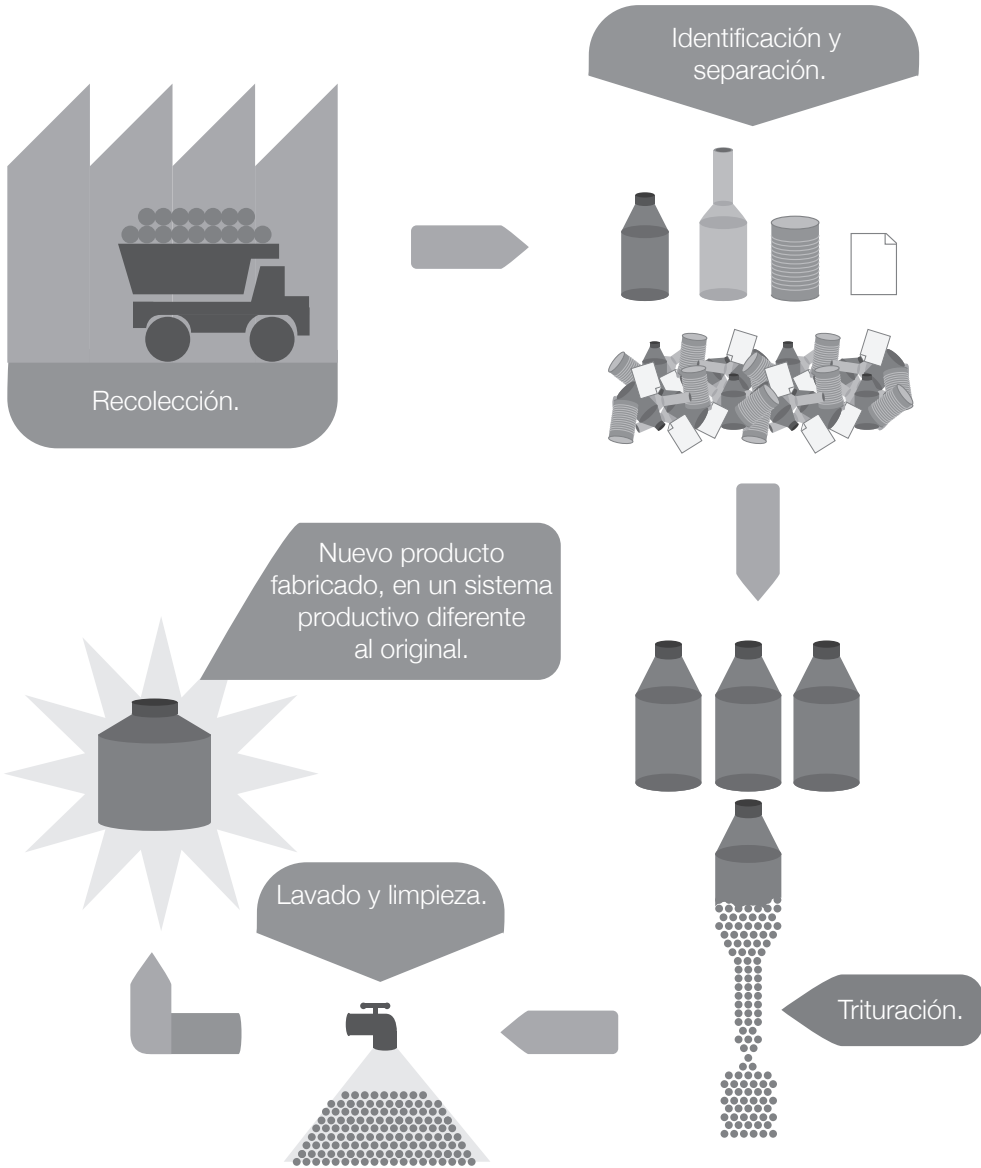 Recolección.
Identificación y
separación.
Trituración.
Lavado y limpieza.
Nuevo producto
fabricado, en un sistema
productivo diferente
al original.